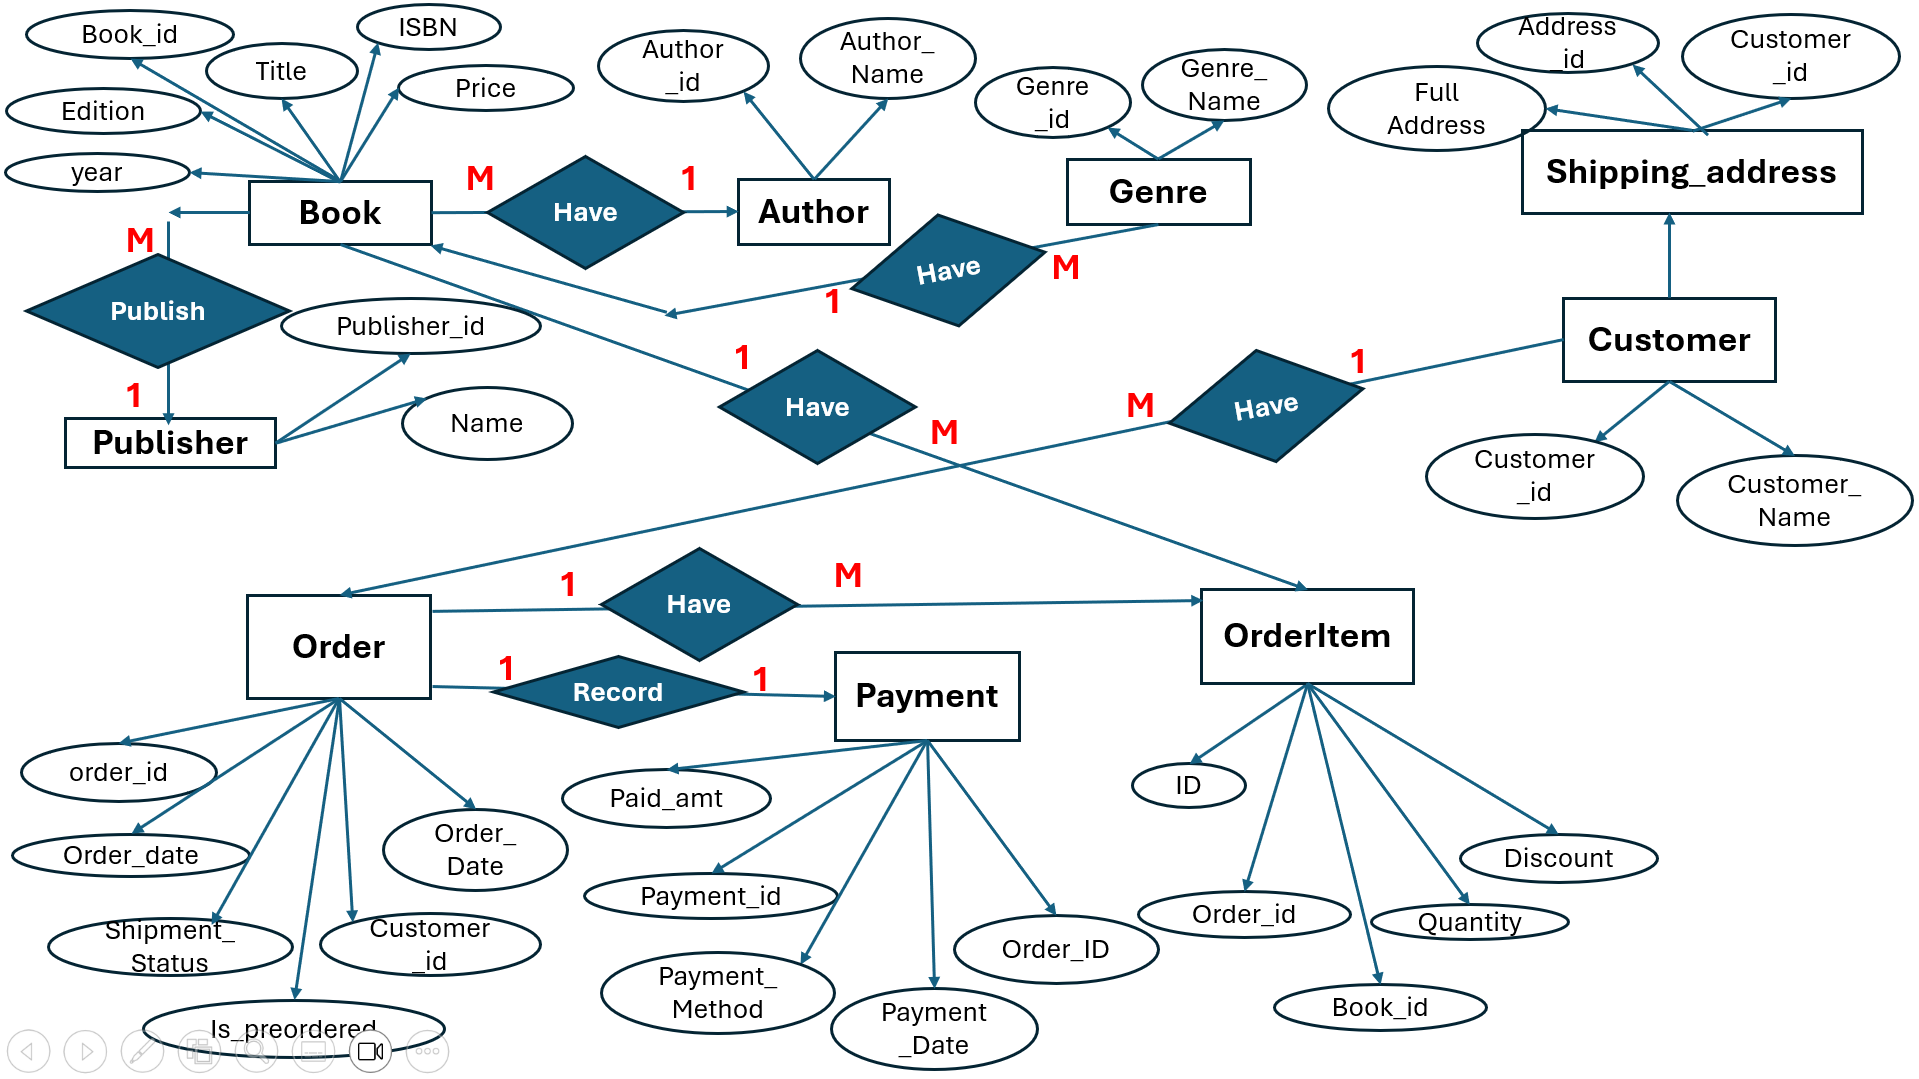 Book_id
ISBN
Title
Price
Edition
year
Author
_id
Author_
Name
Genre
_id
Genre_
Name
Address
_id
Customer
_id
Full
Address
Book
M
Have
1
Author
Genre
Shipping_address
M
Publish
1
Publisher
Publisher_id
Name
Have
M
1
1
Have
M
Customer
1
Have
M
Customer
_id
Customer_
Name
Order
1
Have
M
OrderItem
1
Record
1
Payment
order_id
Order_date
Shipment_
Status
Is_preordered
Customer
_id
Order_
Date
Paid_amt
Payment_id
Payment_
Method
Payment
_Date
Order_ID
ID
Order_id
Book_id
Quantity
Discount